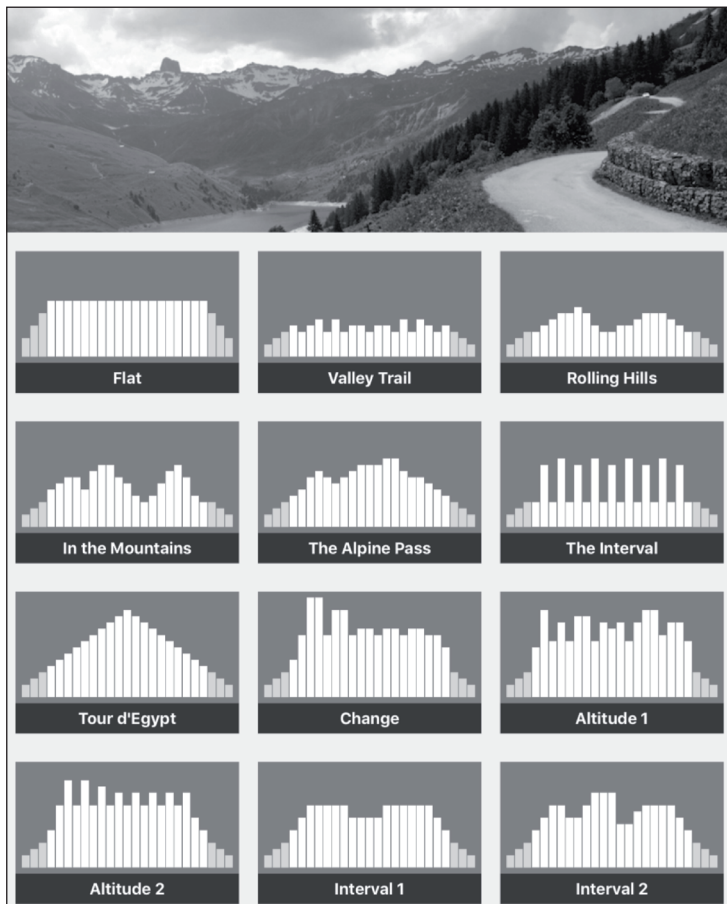 Flat
Valley Trail
Rolling Hills
In the Mountains
The Alpine Pass
The Interval
Tour d'Egypt
Change
Altitude 1
Altitude 2
Interval 1
Interval 2